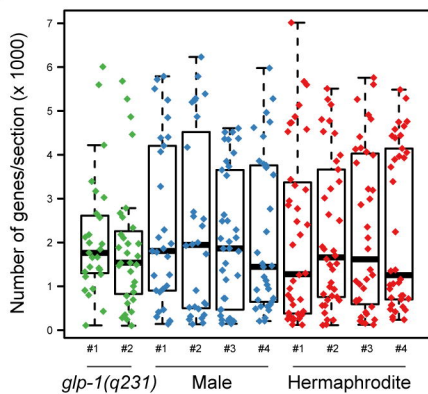 Number of genes/section (x 1000)
7
6
5
4
3
2
1
0
#1 #2 #1 #2 #3 #4 #1 #2 #3 #4
glp-1(q231) Male Hermaphrodite